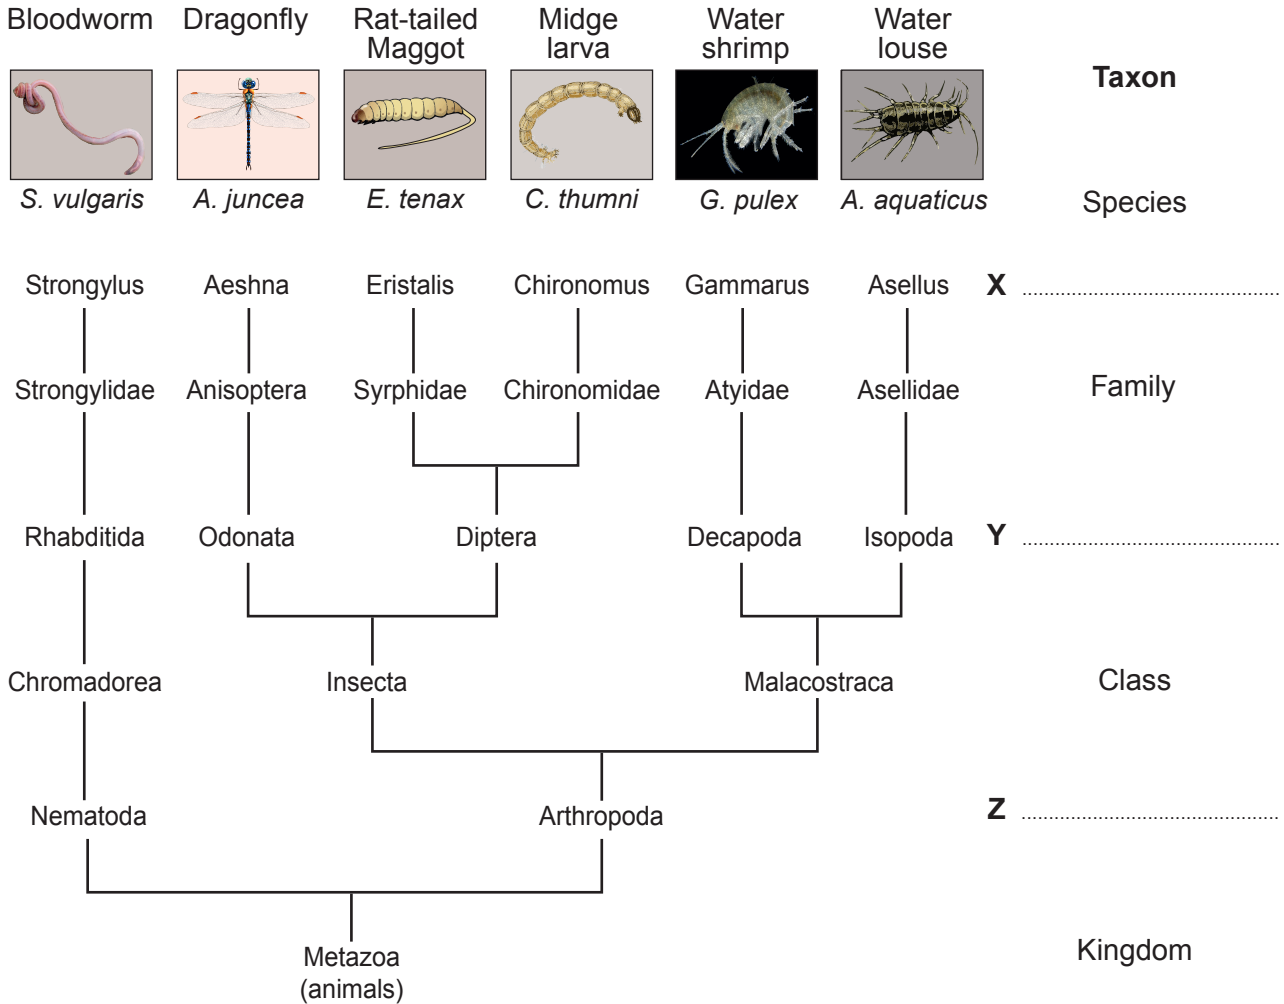 Bloodworm
Dragonfly
Rat-tailed
Maggot
Midge
larva
Water
shrimp
Water
louse
Taxon
S. vulgaris
A. juncea
E. tenax
C. thumni
G. pulex
A. aquaticus
Species
Strongylus
Aeshna
Eristalis
Chironomus
Gammarus
Asellus
X ................................................
Strongylidae
Anisoptera
Syrphidae
Chironomidae
Atyidae
Asellidae
Family
Rhabditida
Odonata
Diptera
Decapoda
Isopoda
Y ................................................
Chromadorea
Insecta
Malacostraca
Class
Nematoda
Arthropoda
Z ................................................
Metazoa
(animals)
Kingdom